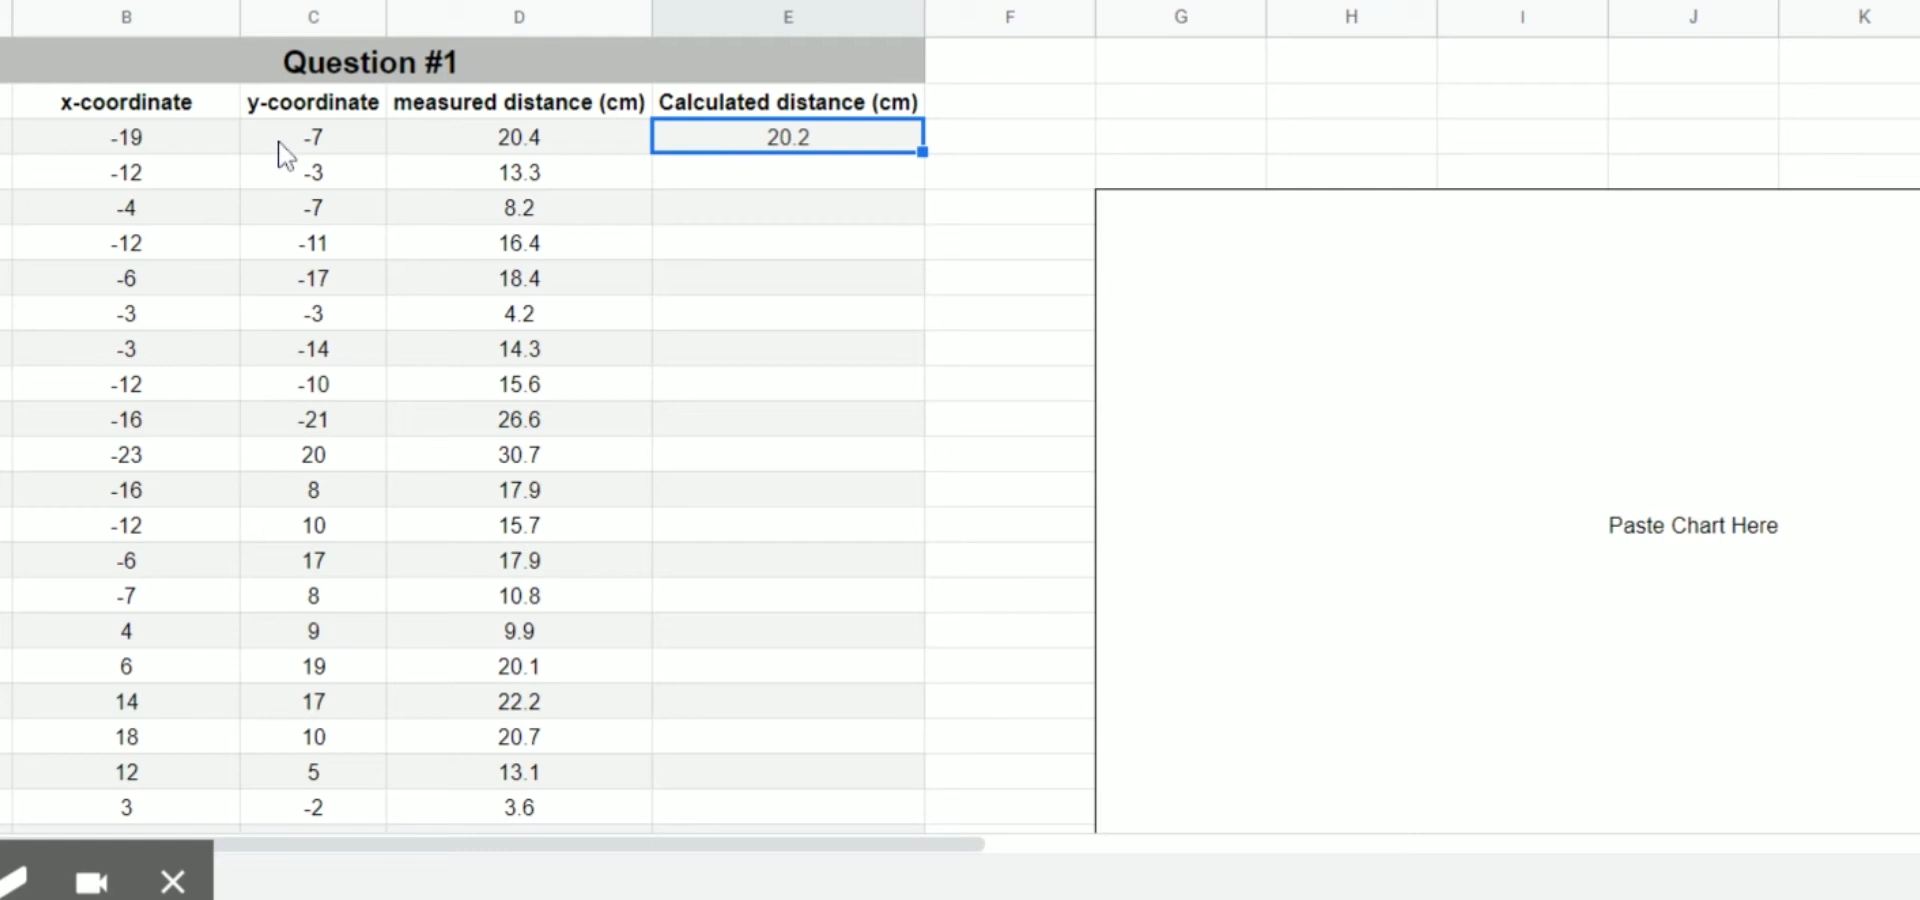 B C D E F G H I J K
Question #1
x-coordinate y-coordinate measured distance (cm) Calculated distance (cm)
-19 -7 20.4 20.2
-12 -3 13.3
-4 -7 8.2
-12 -11 16.4
-6 -17 18.4
-3 -3 4.2
-3 -14 14.3
-12 -10 15.6
-16 -21 26.6
-23 20 30.7
-16 8 17.9
-12 10 15.7
Paste Chart Here
-6 17 17.9
-7 8 10.8
4 9 9.9
6 19 20.1
14 17 22.2
18 10 20.7
12 5 13.1
3 -2 3.6